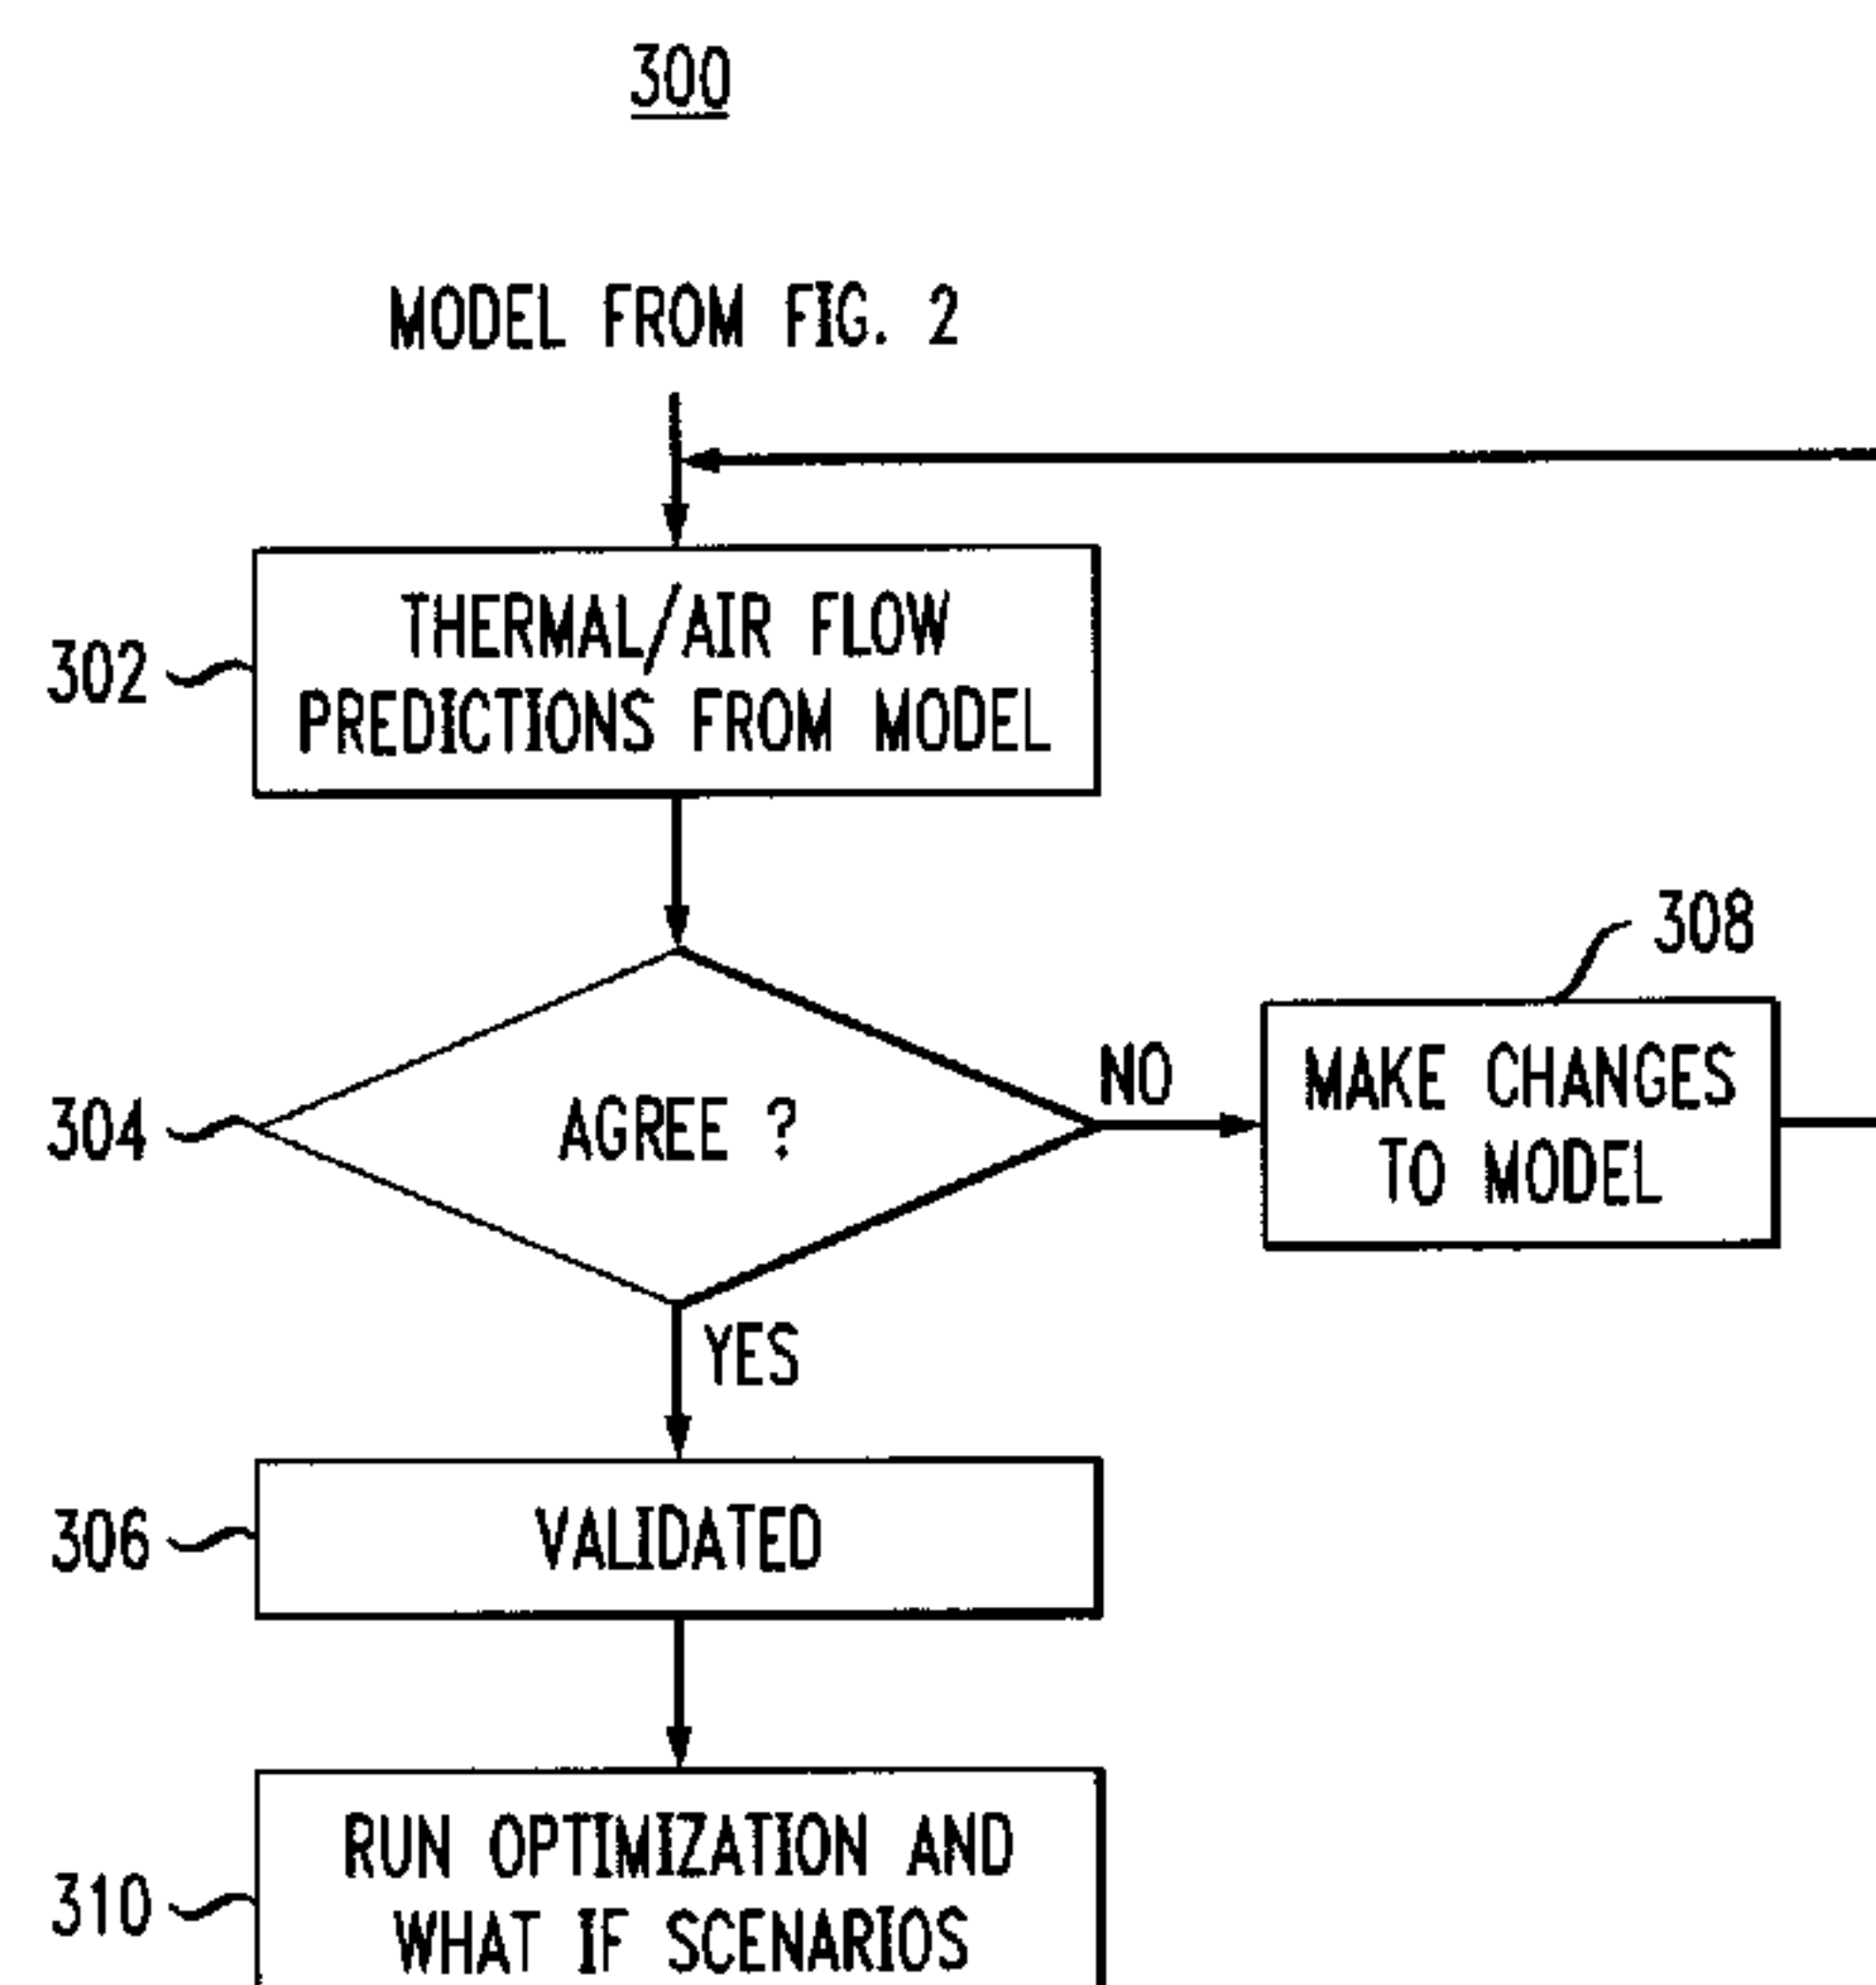 300
MODEL FROM FIG. 2
302
THERMAL/AIR FLOW
PREDICTIONS FROM MODEL
308
304
AGREE ?
NO
MAKE CHANGES
TO MODEL
YES
306
VALIDATED
310
RUN OPTIMIZATION AND
WHAT IF SCENARIOS